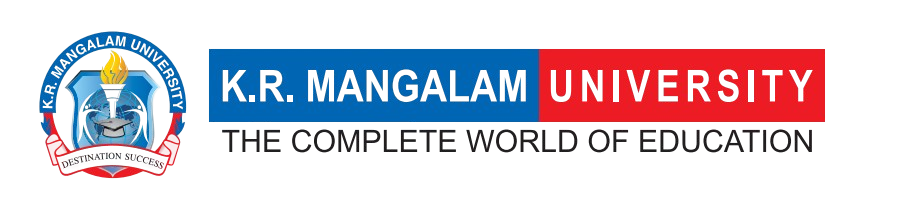 K.R. MANGALAM UNIVERSITY
DESTINATION SUCCESS
K.R. MANGALAM UNIVERSITY
THE COMPLETE WORLD OF EDUCATION